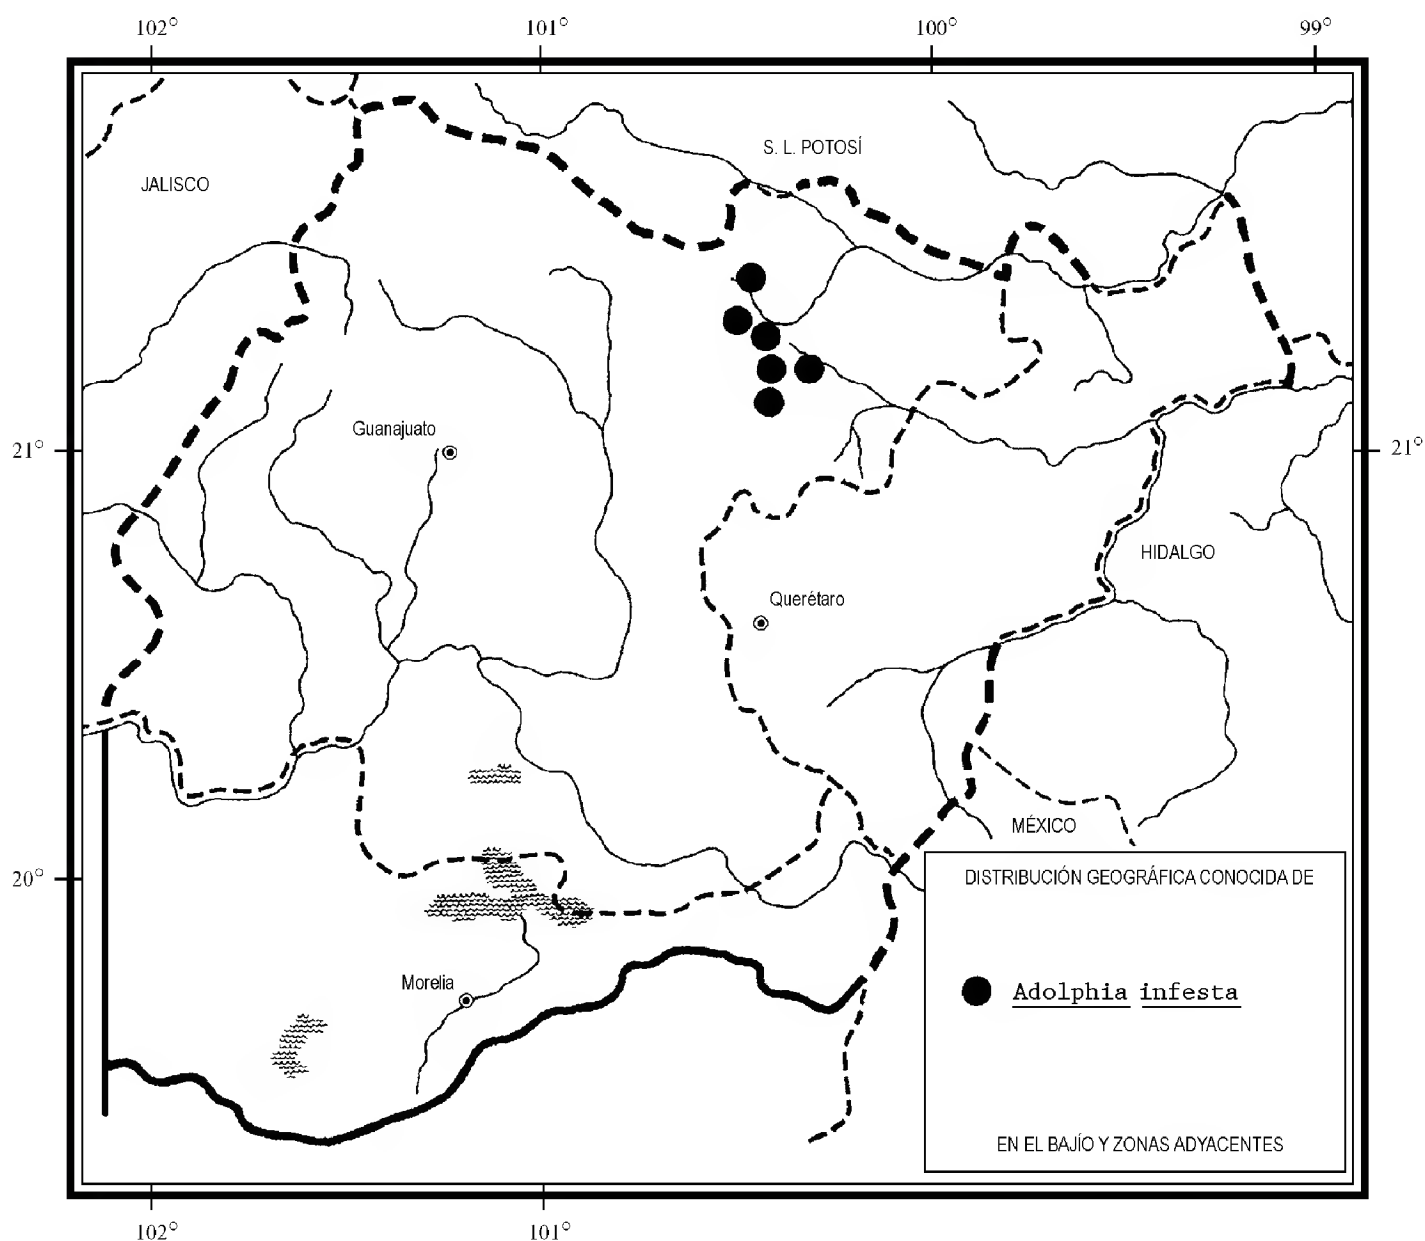 102° 101° 100° 99°
S. L. POTOSÍ
JALISCO
Guanajuato
21° 21°
HIDALGO
Querétaro
MÉXICO
20°
DISTRIBUCIÓN GEOGRÁFICA CONOCIDA DE
Morelia
Adolphia infesta
EN EL BAJÍO Y ZONAS ADYACENTES
102° 101°